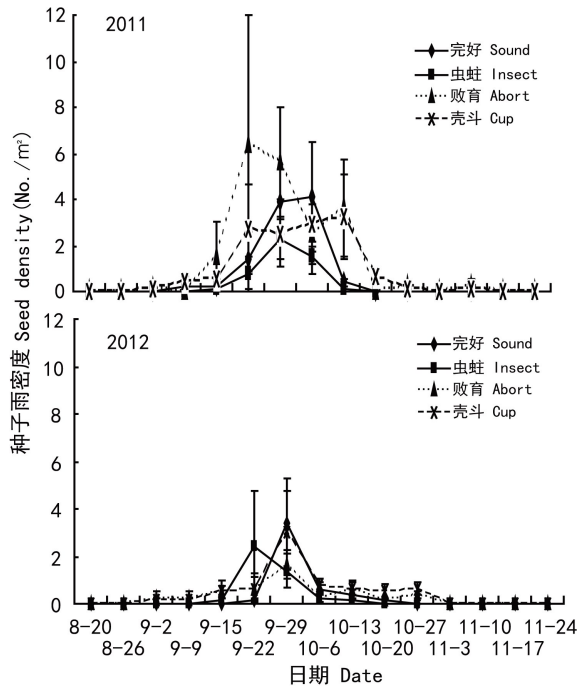 种子雨密度 Seed density(No./m²)
12
10
8
6
4
2
0
2011
完好 Sound
虫蛀 Insect
败育 Abort
壳斗 Cup
12
10
8
6
4
2
0
2012
完好 Sound
虫蛀 Insect
败育 Abort
壳斗 Cup
8-20 9-2 9-15 9-29 10-13 10-27 11-10 11-24
8-26 9-9 9-22 10-6 10-20 11-3 11-17
日期 Date